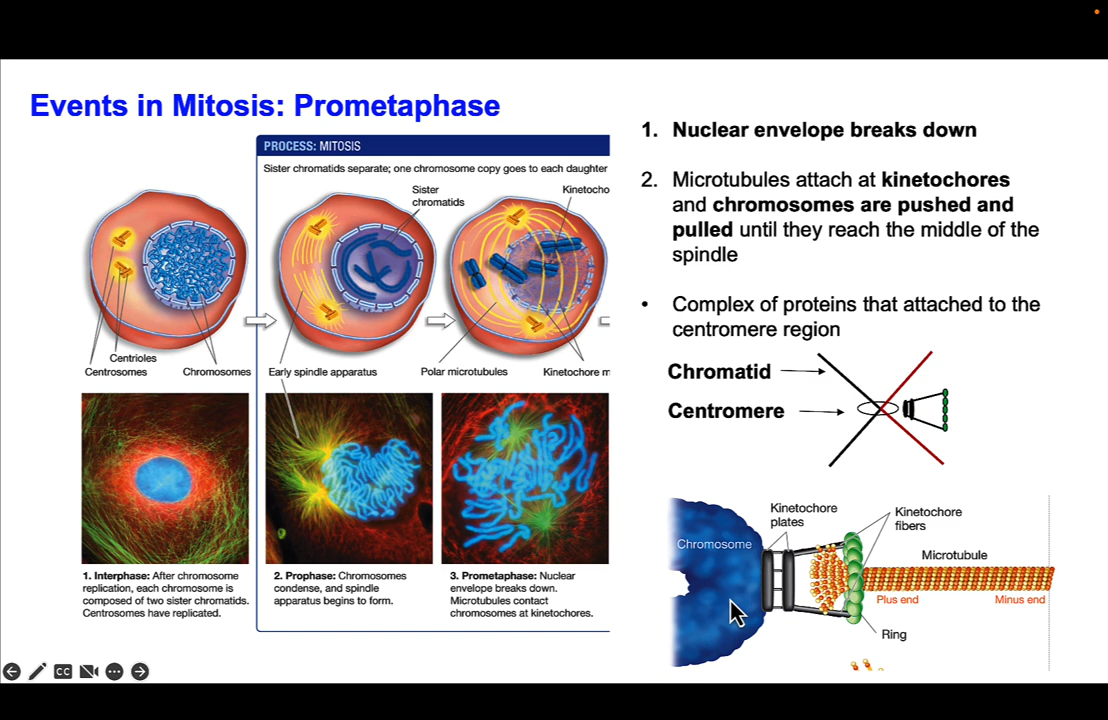 Events in Mitosis: Prometaphase
PROCESS: MITOSIS
Sister chromatids separate; one chromosome copy goes to each daughter
Sister
chromatids
Kinetocho
Centrioles
Centrosomes
Chromosomes
Early spindle apparatus
Polar microtubules
Kinetochore m
1. Interphase: After chromosome
replication, each chromosome is
composed of two sister chromatids.
Centrosomes have replicated.
2. Prophase: Chromosomes
condense, and spindle
apparatus begins to form.
3. Prometaphase: Nuclear
envelope breaks down.
Microtubules contact
chromosomes at kinetochores.
1. Nuclear envelope breaks down
2. Microtubules attach at kinetochores
and chromosomes are pushed and
pulled until they reach the middle of the
spindle
• Complex of proteins that attached to the
centromere region
Chromatid
Centromere
Kinetochore
plates
Kinetochore
fibers
Chromosome
Microtubule
Plus end
Minus end
Ring
CC